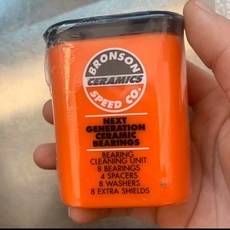 BRONSON
CERAMICS
SPEED CO.
NEXT
GENERATION
CERAMIC
BEARINGS
BEARING
CLEANING UNIT
8 BEARINGS
4 SPACERS
8 WASHERS
8 EXTRA SHIELDS